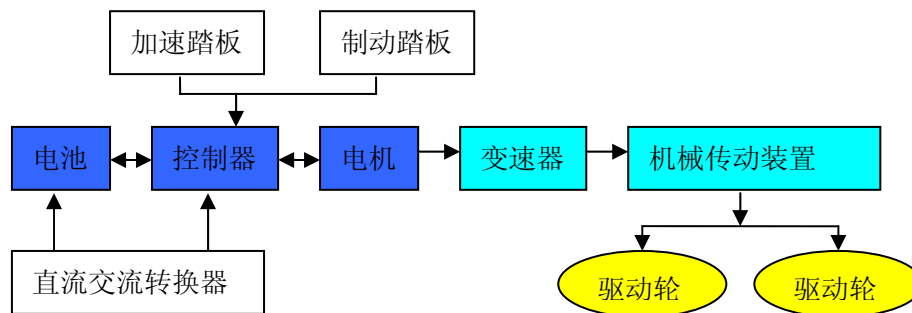 加速踏板
制动踏板
电池
控制器
电机
变速器
机械传动装置
直流交流转换器
驱动轮
驱动轮